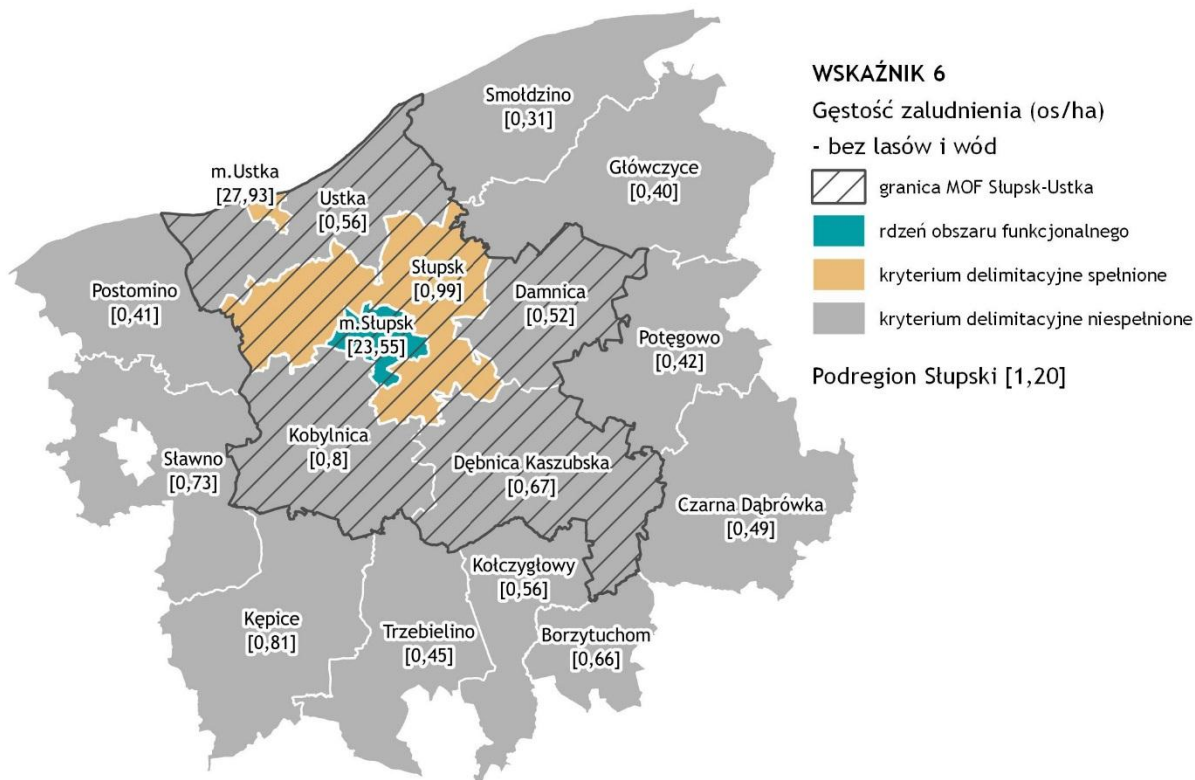 Smołdzino
[0,31]
Główczyce
[0,40]
m.Ustka
[27,93]
Ustka
[0,56]
Słupsk
[0,99]
Damnica
[0,52]
Postomino
[0,41]
m.Słupsk
[23,55]
Potęgowo
[0,42]
Kobylnica
[0,8]
Sławno
[0,73]
Dębnica Kaszubska
[0,67]
Czarna Dąbrówka
[0,49]
Kołczygłowy
[0,56]
Kępice
[0,81]
Trzebielino
[0,45]
Borzytuchom
[0,66]
WSKAŹNIK 6
Gęstość zaludnienia (os/ha)
- bez lasów i wód
granica MOF Słupsk-Ustka
rdzeń obszaru funkcjonalnego
kryterium delimitacyjne spełnione
kryterium delimitacyjne niespełnione
Podregion Słupski [1,20]